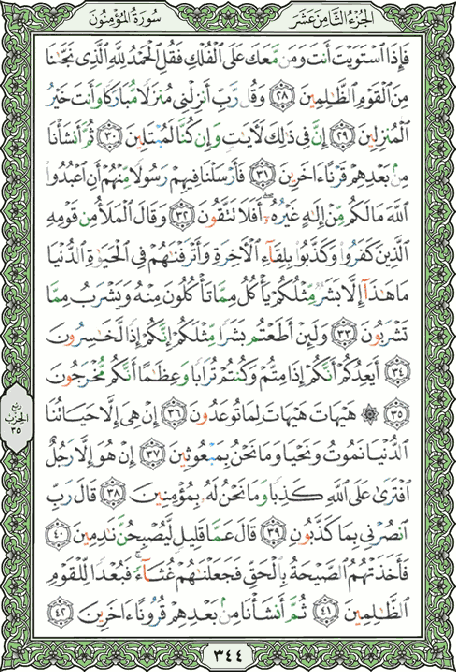 الجزء الثامن عشر
سورة المؤمنون
فَإِذَا ٱسْتَوَيْتَ أَنتَ وَمَن مَّعَكَ عَلَى ٱلْفُلْكِ فَقُلِ ٱلْحَمْدُ لِلَّهِ ٱلَّذِى نَجَّىٰنَا
مِنَ ٱلْقَوْمِ ٱلظَّٰلِمِينَ ٢٨ وَقُل رَّبِّ أَنزِلْنِى مُنزَلًا مُّبَارَكًا وَأَنتَ خَيْرُ
ٱلْمُنزِلِينَ ٢٩ إِنَّ فِى ذَٰلِكَ لَءَايَٰتٍ وَإِن كُنَّا لَمُبْتَلِينَ ٣٠ ثُمَّ أَنشَأْنَا
مِنۢ بَعْدِهِمْ قَرْنًا ءَاخَرِينَ ٣١ فَأَرْسَلْنَا فِيهِمْ رَسُولًا مِّنْهُمْ أَنِ ٱعْبُدُوا۟
ٱللَّهَ مَا لَكُم مِّنْ إِلَٰهٍ غَيْرُهُۥٓ أَفَلَا تَتَّقُونَ ٣٢ وَقَالَ ٱلْمَلَأُ مِن قَوْمِهِ
ٱلَّذِينَ كَفَرُوا۟ وَكَذَّبُوا۟ بِلِقَآءِ ٱلْءَاخِرَةِ وَأَتْرَفْنَٰهُمْ فِى ٱلْحَيَوٰةِ ٱلدُّنْيَا
مَا هَٰذَآ إِلَّا بَشَرٌ مِّثْلُكُمْ يَأْكُلُ مِمَّا تَأْكُلُونَ مِنْهُ وَيَشْرَبُ مِمَّا
تَشْرَبُونَ ٣٣ وَلَئِنْ أَطَعْتُم بَشَرًا مِّثْلَكُمْ إِنَّكُمْ إِذًا لَّخَٰسِرُونَ
٣٤ أَيَعِدُكُمْ أَنَّكُمْ إِذَا مِتُّمْ وَكُنتُمْ تُرَابًا وَعِظَٰمًا أَنَّكُم مُّخْرَجُونَ
٣٥ ۞ هَيْهَاتَ هَيْهَاتَ لِمَا تُوعَدُونَ ٣٦ إِنْ هِىَ إِلَّا حَيَاتُنَا
ٱلدُّنْيَا نَمُوتُ وَنَحْيَا وَمَا نَحْنُ بِمَبْعُوثِينَ ٣٧ إِنْ هُوَ إِلَّا رَجُلٌ
ٱفْتَرَىٰ عَلَى ٱللَّهِ كَذِبًا وَمَا نَحْنُ لَهُۥ بِمُؤْمِنِينَ ٣٨ قَالَ رَبِّ
ٱنصُرْنِى بِمَا كَذَّبُونِ ٣٩ قَالَ عَمَّا قَلِيلٍ لَّيُصْبِحُنَّ نَٰدِمِينَ ٤٠
فَأَخَذَتْهُمُ ٱلصَّيْحَةُ بِٱلْحَقِّ فَجَعَلْنَٰهُمْ غُثَآءً فَبُعْدًا لِّلْقَوْمِ
ٱلظَّٰلِمِينَ ٤١ ثُمَّ أَنشَأْنَا مِنۢ بَعْدِهِمْ قُرُونًا ءَاخَرِينَ ٤٢
ربع
الحزب
٣٥
٣٤٤